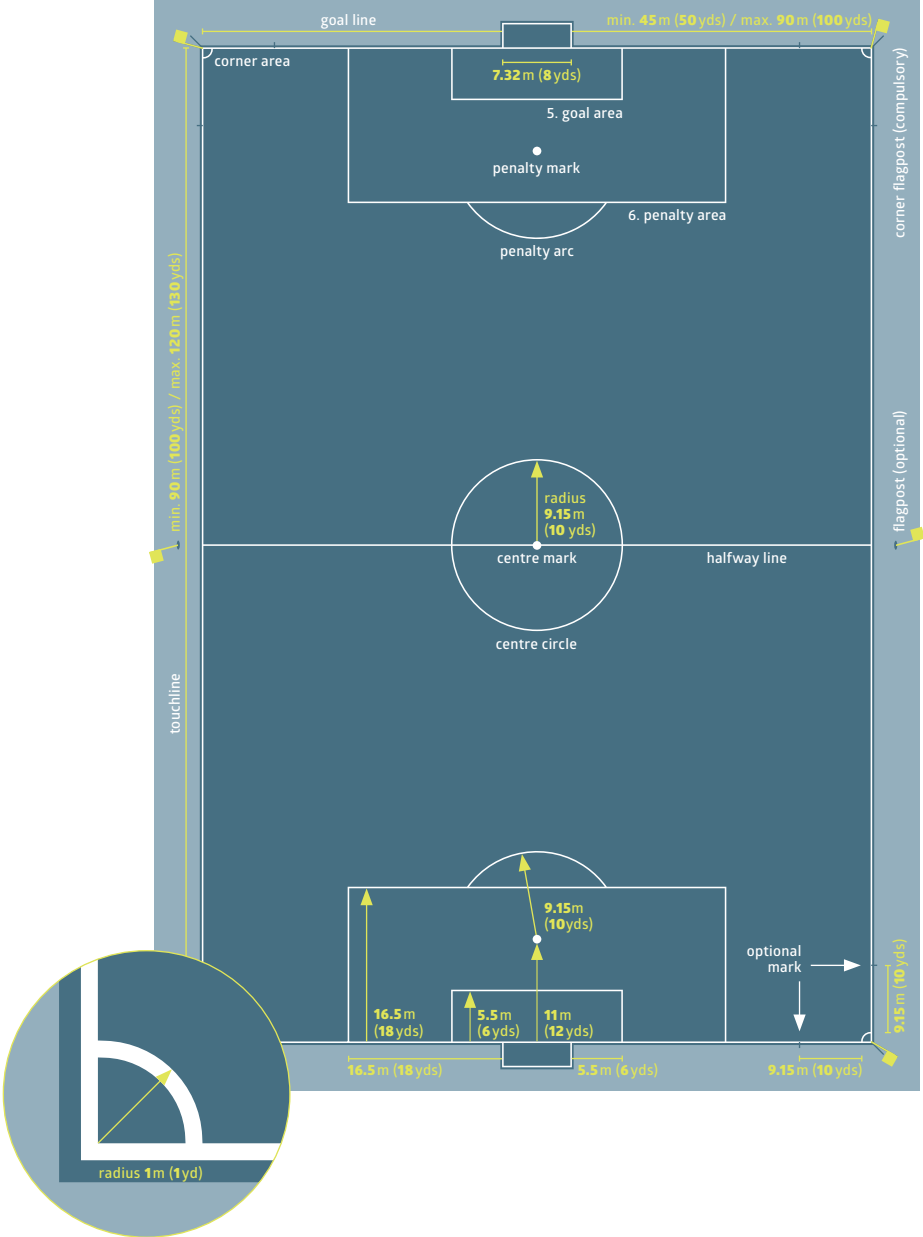 goal line
min. 45 m (50 yds) / max. 90 m (100 yds)
corner area
7.32 m (8 yds)
5. goal area
penalty mark
6. penalty area
penalty arc
corner flagpost (compulsory)
min. 90 m (100 yds) / max. 120 m (130 yds)
flagpost (optional)
radius
9.15 m
(10 yds)
centre mark
halfway line
centre circle
touchline
9.15 m
(10 yds)
optional
mark
9.15 m (10 yds)
16.5 m
(18 yds)
5.5 m
(6 yds)
11 m
(12 yds)
16.5 m (18 yds)
5.5 m (6 yds)
9.15 m (10 yds)
radius 1 m (1 yd)